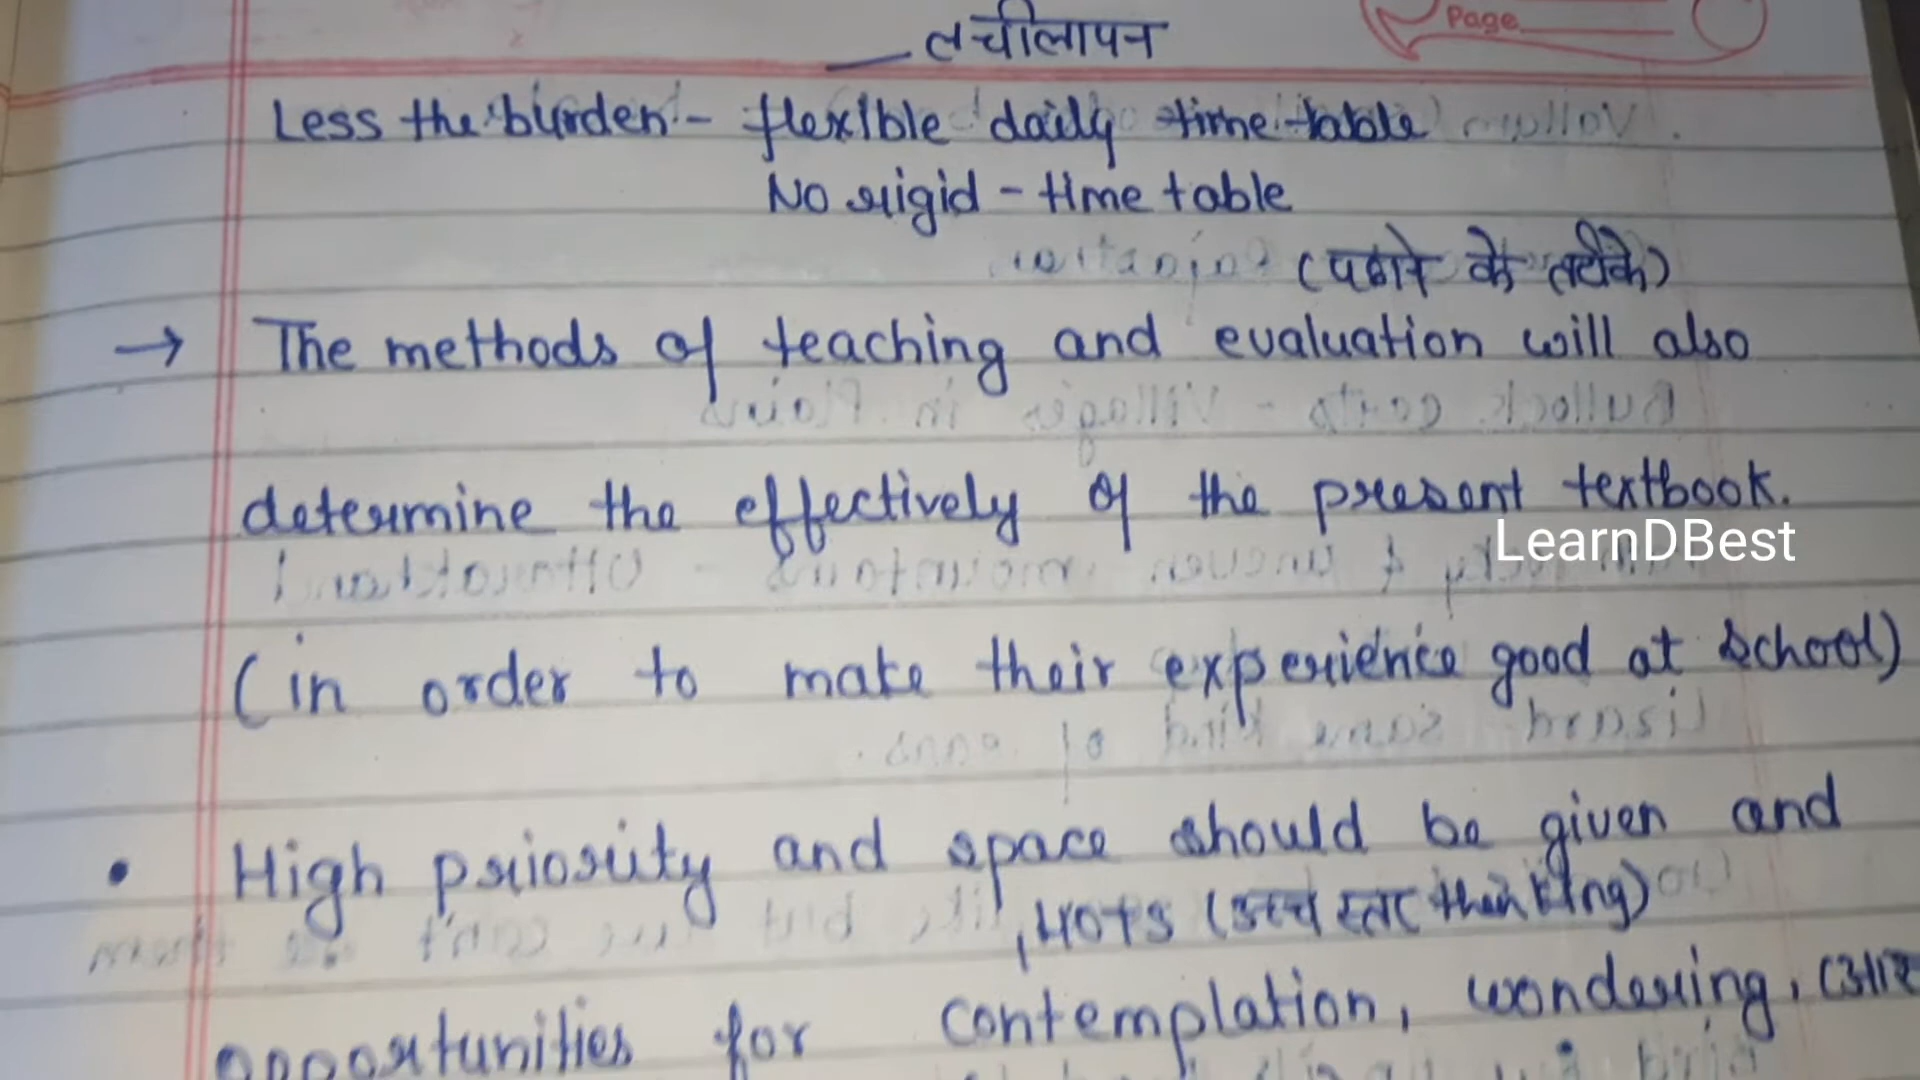 Page
लचीलापन
Less the burden - flexible daily time-table
No rigid - time table
(पढाने के तरीके)
→ The methods of teaching and evaluation will also
determine the effectively of the present textbook.
LearnDBest
(in order to make their experience good at school)
• High priority and space should be given and
HOTS (उच्च स्तर thinking)
opportunities for contemplation, wondering,